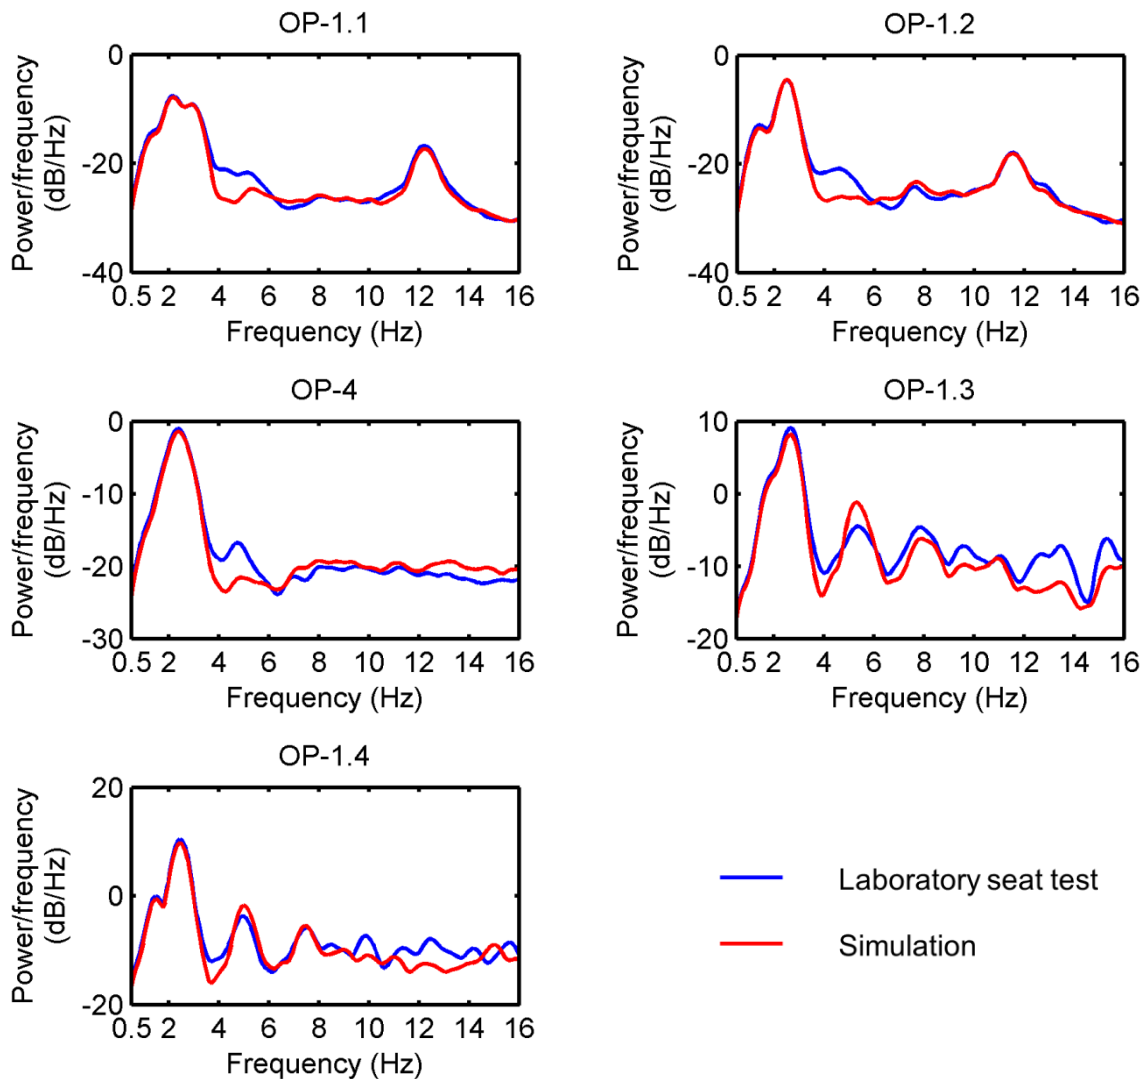 OP-1.1
Power/frequency
(dB/Hz)
0
-20
-40
0.5 2 4 6 8 10 12 14 16
Frequency (Hz)
OP-1.2
Power/frequency
(dB/Hz)
0
-20
-40
0.5 2 4 6 8 10 12 14 16
Frequency (Hz)
OP-4
Power/frequency
(dB/Hz)
0
-10
-20
-30
0.5 2 4 6 8 10 12 14 16
Frequency (Hz)
OP-1.3
Power/frequency
(dB/Hz)
10
0
-10
-20
0.5 2 4 6 8 10 12 14 16
Frequency (Hz)
OP-1.4
Power/frequency
(dB/Hz)
20
0
-20
0.5 2 4 6 8 10 12 14 16
Frequency (Hz)
Laboratory seat test
Simulation